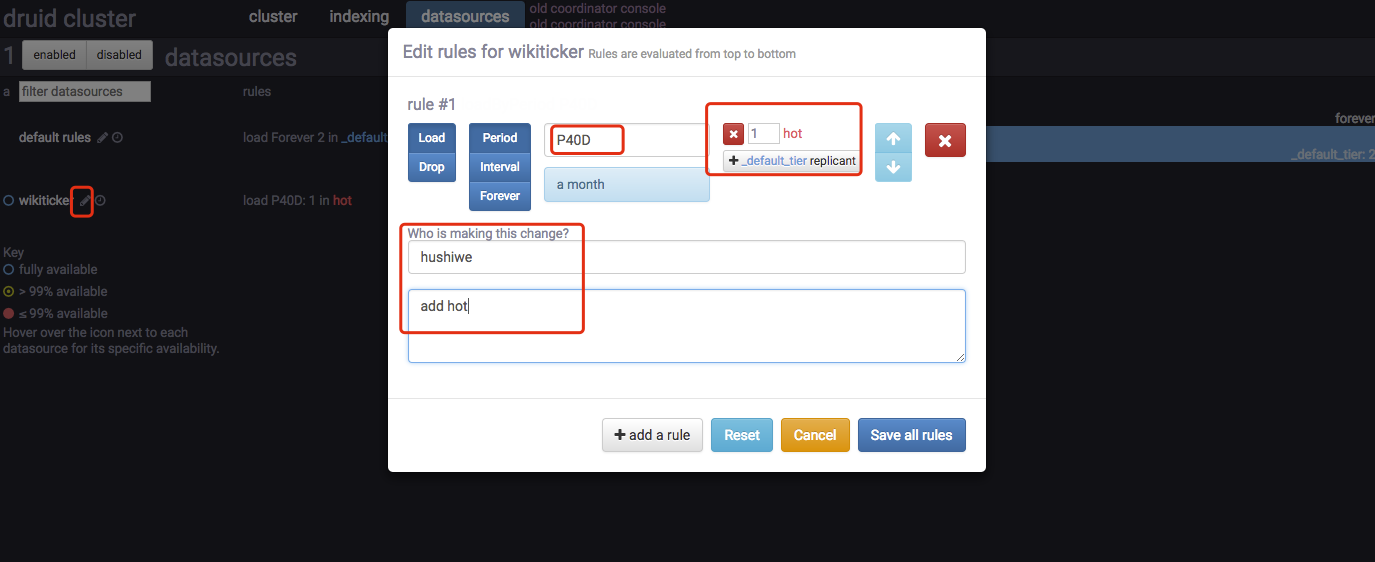 druid cluster
cluster indexing datasources
old coordinator console
old coordinator console
1 enabled disabled datasources
a filter datasources rules
default rules load Forever 2 in _default
wikiticker load P40D: 1 in hot
Key
fully available
> 99% available
≤ 99% available
Hover over the icon next to each
datasource for its specific availability.
forever
_default_tier: 2
Edit rules for wikiticker Rules are evaluated from top to bottom
rule #1
Load Period P40D 1 hot
Drop Interval a month + _default_tier replicant
Forever
Who is making this change?
hushiwe
add hot
+ add a rule Reset Cancel Save all rules